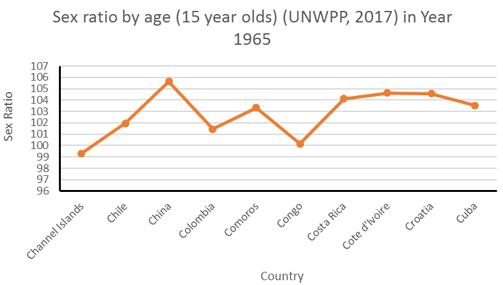 Sex ratio by age (15 year olds) (UNWPP, 2017) in Year
1965
107
106
105
104
103
102
101
100
99
98
97
96
Sex Ratio
Channel Islands
Chile
China
Colombia
Comoros
Congo
Costa Rica
Cote d'Ivoire
Croatia
Cuba
Country